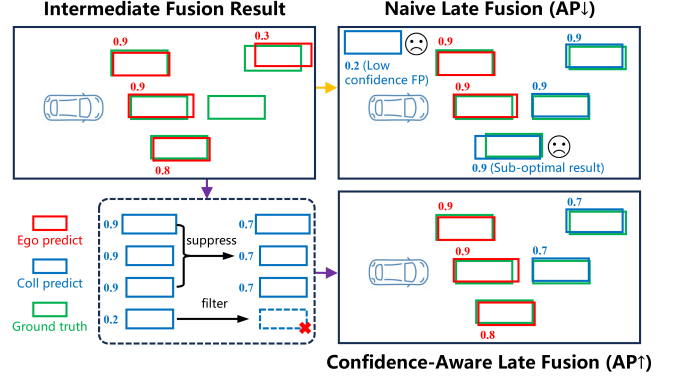 Intermediate Fusion Result
0.9
0.3
0.9
0.8
Naive Late Fusion (AP↓)
0.2 (Low
confidence FP)
0.9
0.9
0.9
0.9
0.9 (Sub-optimal result)
Ego predict
Coll predict
Ground truth
0.9
0.9
0.9
0.2
suppress
filter
0.7
0.7
0.7
0.9
0.7
0.9
0.7
0.8
Confidence-Aware Late Fusion (AP↑)